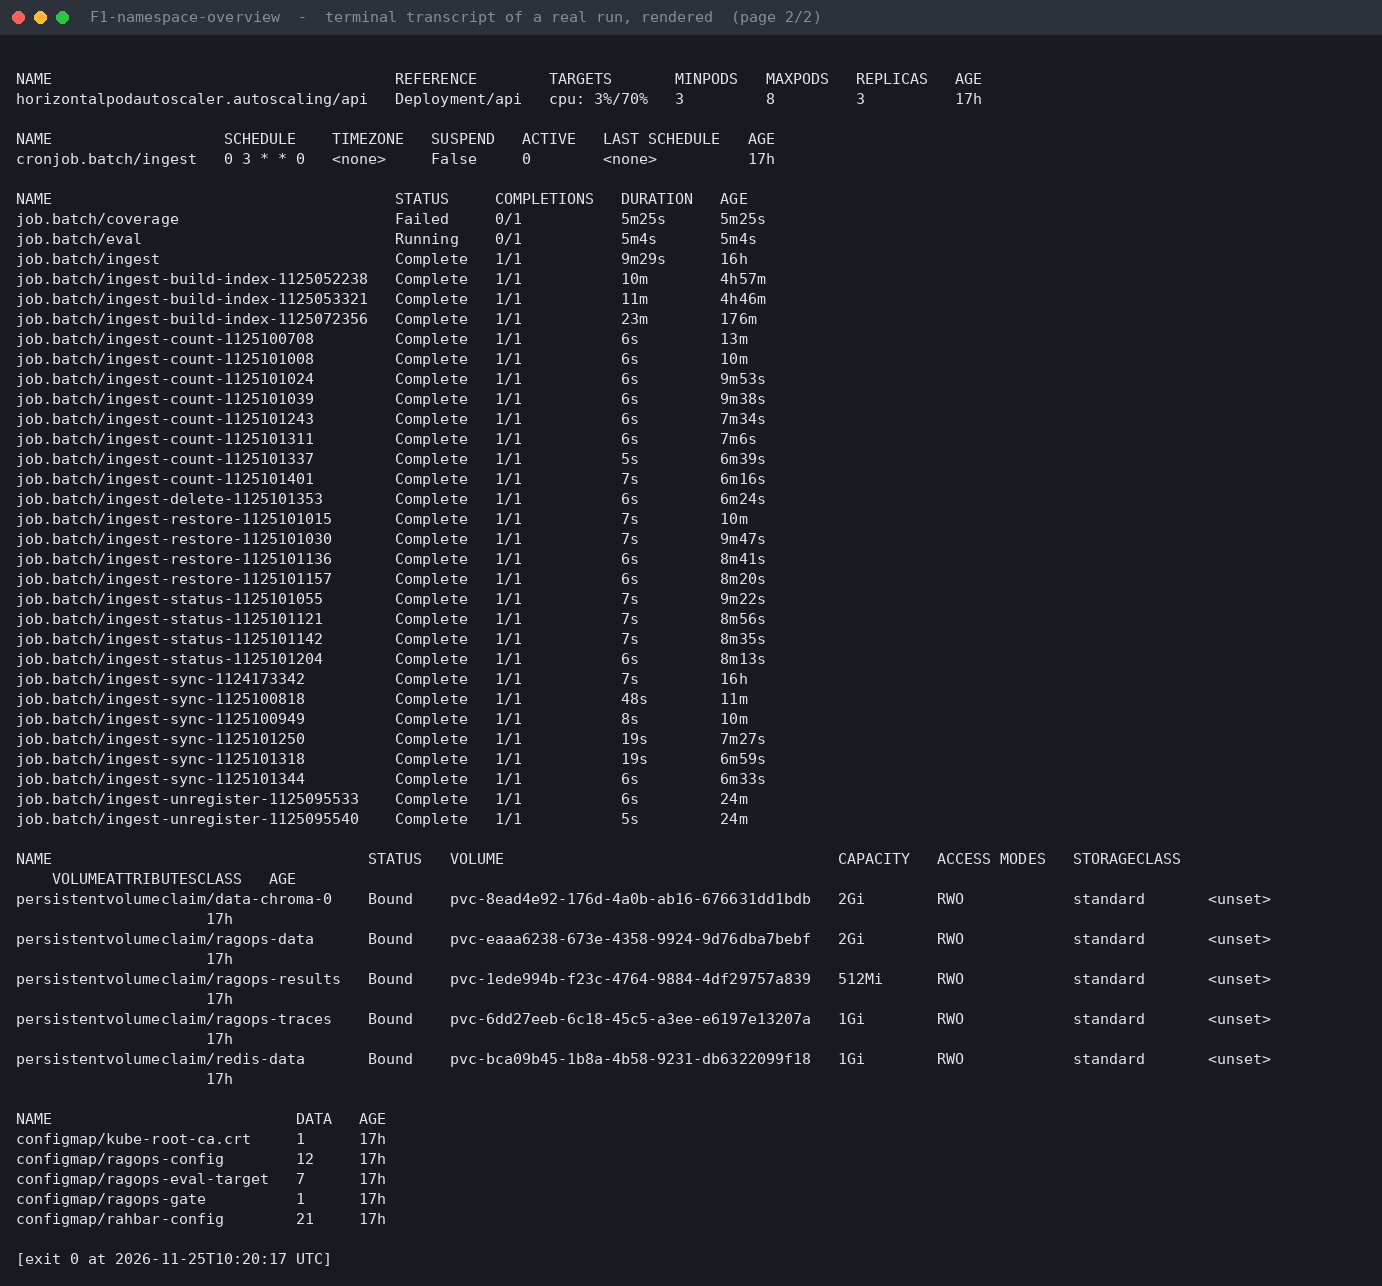 F1-namespace-overview  -  terminal transcript of a real run, rendered  (page 2/2)
NAME                                      REFERENCE        TARGETS       MINPODS   MAXPODS   REPLICAS   AGE
horizontalpodautoscaler.autoscaling/api   Deployment/api   cpu: 3%/70%   3         8         3          17h
NAME                   SCHEDULE    TIMEZONE   SUSPEND   ACTIVE   LAST SCHEDULE   AGE
cronjob.batch/ingest   0 3 * * 0   <none>     False     0        <none>          17h
NAME                                      STATUS     COMPLETIONS   DURATION   AGE
job.batch/coverage                        Failed     0/1           5m25s      5m25s
job.batch/eval                            Running    0/1           5m4s       5m4s
job.batch/ingest                          Complete   1/1           9m29s      16h
job.batch/ingest-build-index-1125052238   Complete   1/1           10m        4h57m
job.batch/ingest-build-index-1125053321   Complete   1/1           11m        4h46m
job.batch/ingest-build-index-1125072356   Complete   1/1           23m        176m
job.batch/ingest-count-1125100708         Complete   1/1           6s         13m
job.batch/ingest-count-1125101008         Complete   1/1           6s         10m
job.batch/ingest-count-1125101024         Complete   1/1           6s         9m53s
job.batch/ingest-count-1125101039         Complete   1/1           6s         9m38s
job.batch/ingest-count-1125101243         Complete   1/1           6s         7m34s
job.batch/ingest-count-1125101311         Complete   1/1           6s         7m6s
job.batch/ingest-count-1125101337         Complete   1/1           5s         6m39s
job.batch/ingest-count-1125101401         Complete   1/1           7s         6m16s
job.batch/ingest-delete-1125101353        Complete   1/1           6s         6m24s
job.batch/ingest-restore-1125101015       Complete   1/1           7s         10m
job.batch/ingest-restore-1125101030       Complete   1/1           7s         9m47s
job.batch/ingest-restore-1125101136       Complete   1/1           6s         8m41s
job.batch/ingest-restore-1125101157       Complete   1/1           6s         8m20s
job.batch/ingest-status-1125101055        Complete   1/1           7s         9m22s
job.batch/ingest-status-1125101121        Complete   1/1           7s         8m56s
job.batch/ingest-status-1125101142        Complete   1/1           7s         8m35s
job.batch/ingest-status-1125101204        Complete   1/1           6s         8m13s
job.batch/ingest-sync-1124173342          Complete   1/1           7s         16h
job.batch/ingest-sync-1125100818          Complete   1/1           48s        11m
job.batch/ingest-sync-1125100949          Complete   1/1           8s         10m
job.batch/ingest-sync-1125101250          Complete   1/1           19s        7m27s
job.batch/ingest-sync-1125101318          Complete   1/1           19s        6m59s
job.batch/ingest-sync-1125101344          Complete   1/1           6s         6m33s
job.batch/ingest-unregister-1125095533    Complete   1/1           6s         24m
job.batch/ingest-unregister-1125095540    Complete   1/1           5s         24m
NAME                                   STATUS   VOLUME                                     CAPACITY   ACCESS MODES   STORAGECLASS
    VOLUMEATTRIBUTESCLASS   AGE
persistentvolumeclaim/data-chroma-0    Bound    pvc-8ead4e92-176d-4a0b-ab16-676631dd1bdb   2Gi        RWO            standard       <unset>
                     17h
persistentvolumeclaim/ragops-data      Bound    pvc-eaaa6238-673e-4358-9924-9d76dba7bebf   2Gi        RWO            standard       <unset>
                     17h
persistentvolumeclaim/ragops-results   Bound    pvc-1ede994b-f23c-4764-9884-4df29757a839   512Mi      RWO            standard       <unset>
                     17h
persistentvolumeclaim/ragops-traces    Bound    pvc-6dd27eeb-6c18-45c5-a3ee-e6197e13207a   1Gi        RWO            standard       <unset>
                     17h
persistentvolumeclaim/redis-data       Bound    pvc-bca09b45-1b8a-4b58-9231-db6322099f18   1Gi        RWO            standard       <unset>
                     17h
NAME                           DATA   AGE
configmap/kube-root-ca.crt     1      17h
configmap/ragops-config        12     17h
configmap/ragops-eval-target   7      17h
configmap/ragops-gate          1      17h
configmap/rahbar-config        21     17h
[exit 0 at 2026-11-25T10:20:17 UTC]